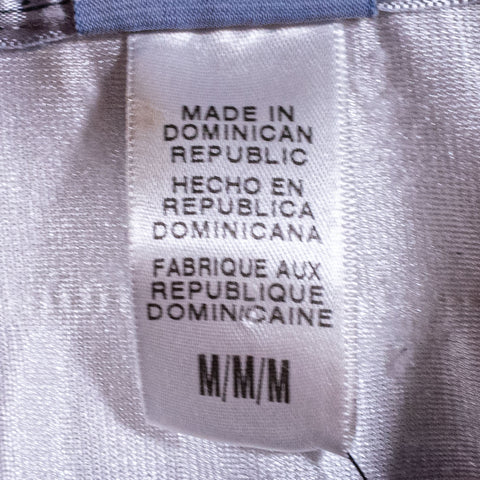 MADE IN
DOMINICAN
REPUBLIC
HECHO EN
REPUBLICA
DOMINICANA
FABRIQUE AUX
REPUBLIQUE
DOMINICAINE
M/M/M